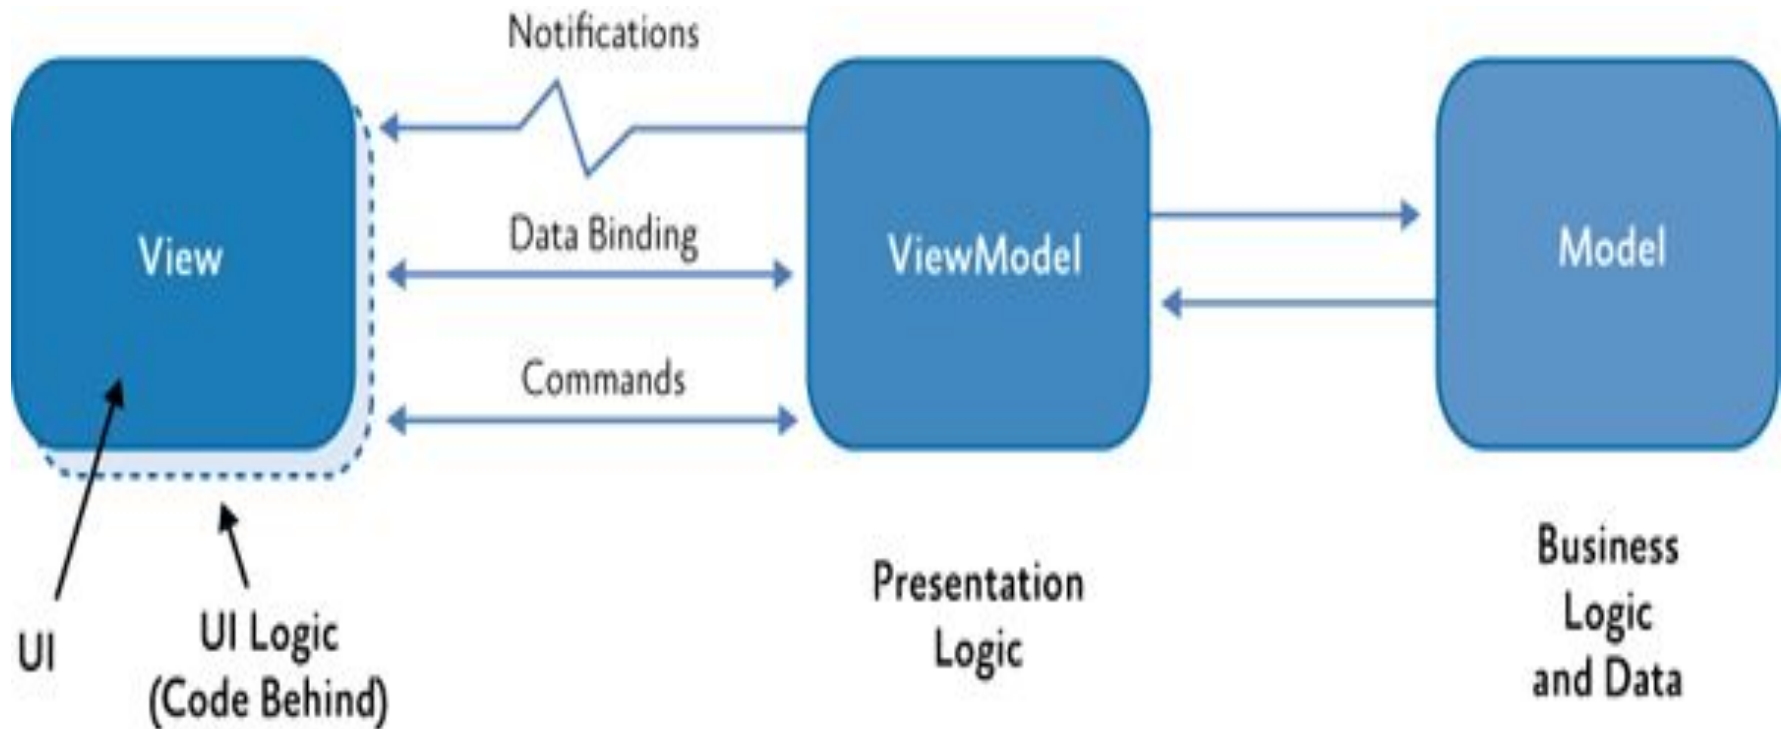 Notifications
View
Data Binding
ViewModel
Model
Commands
UI
UI Logic
(Code Behind)
Presentation
Logic
Business
Logic
and Data